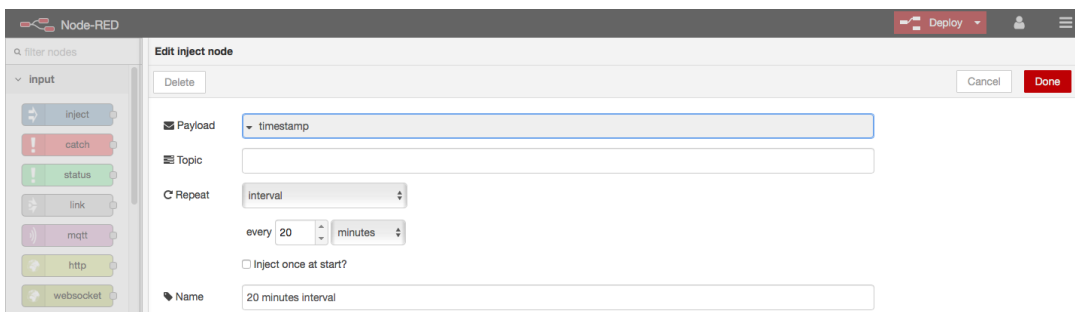 Node-RED
Deploy
filter nodes
Edit inject node
input
Delete
Cancel
Done
inject
Payload
timestamp
catch
Topic
status
Repeat
interval
link
every 20 minutes
mqtt
http
Inject once at start?
websocket
Name
20 minutes interval